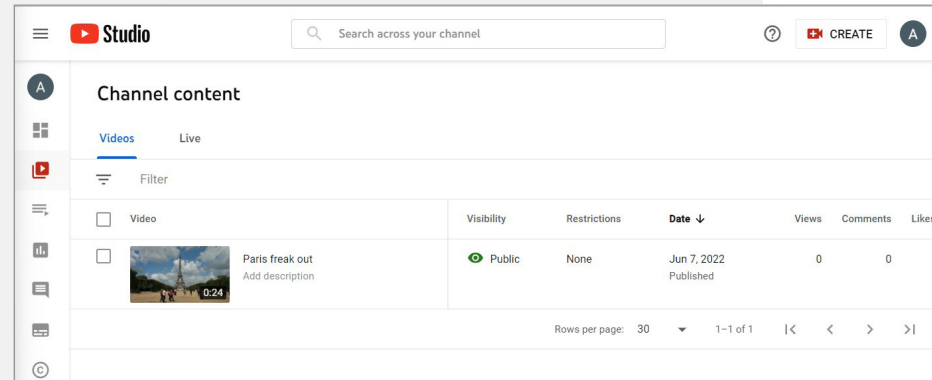 Studio
Search across your channel
CREATE
A
A
Channel content
Videos Live
Filter
Video Visibility Restrictions Date Views Comments Likes
Paris freak out Public None Jun 7, 2022 0 0
Add description Published
0:24
Rows per page: 30 1–1 of 1